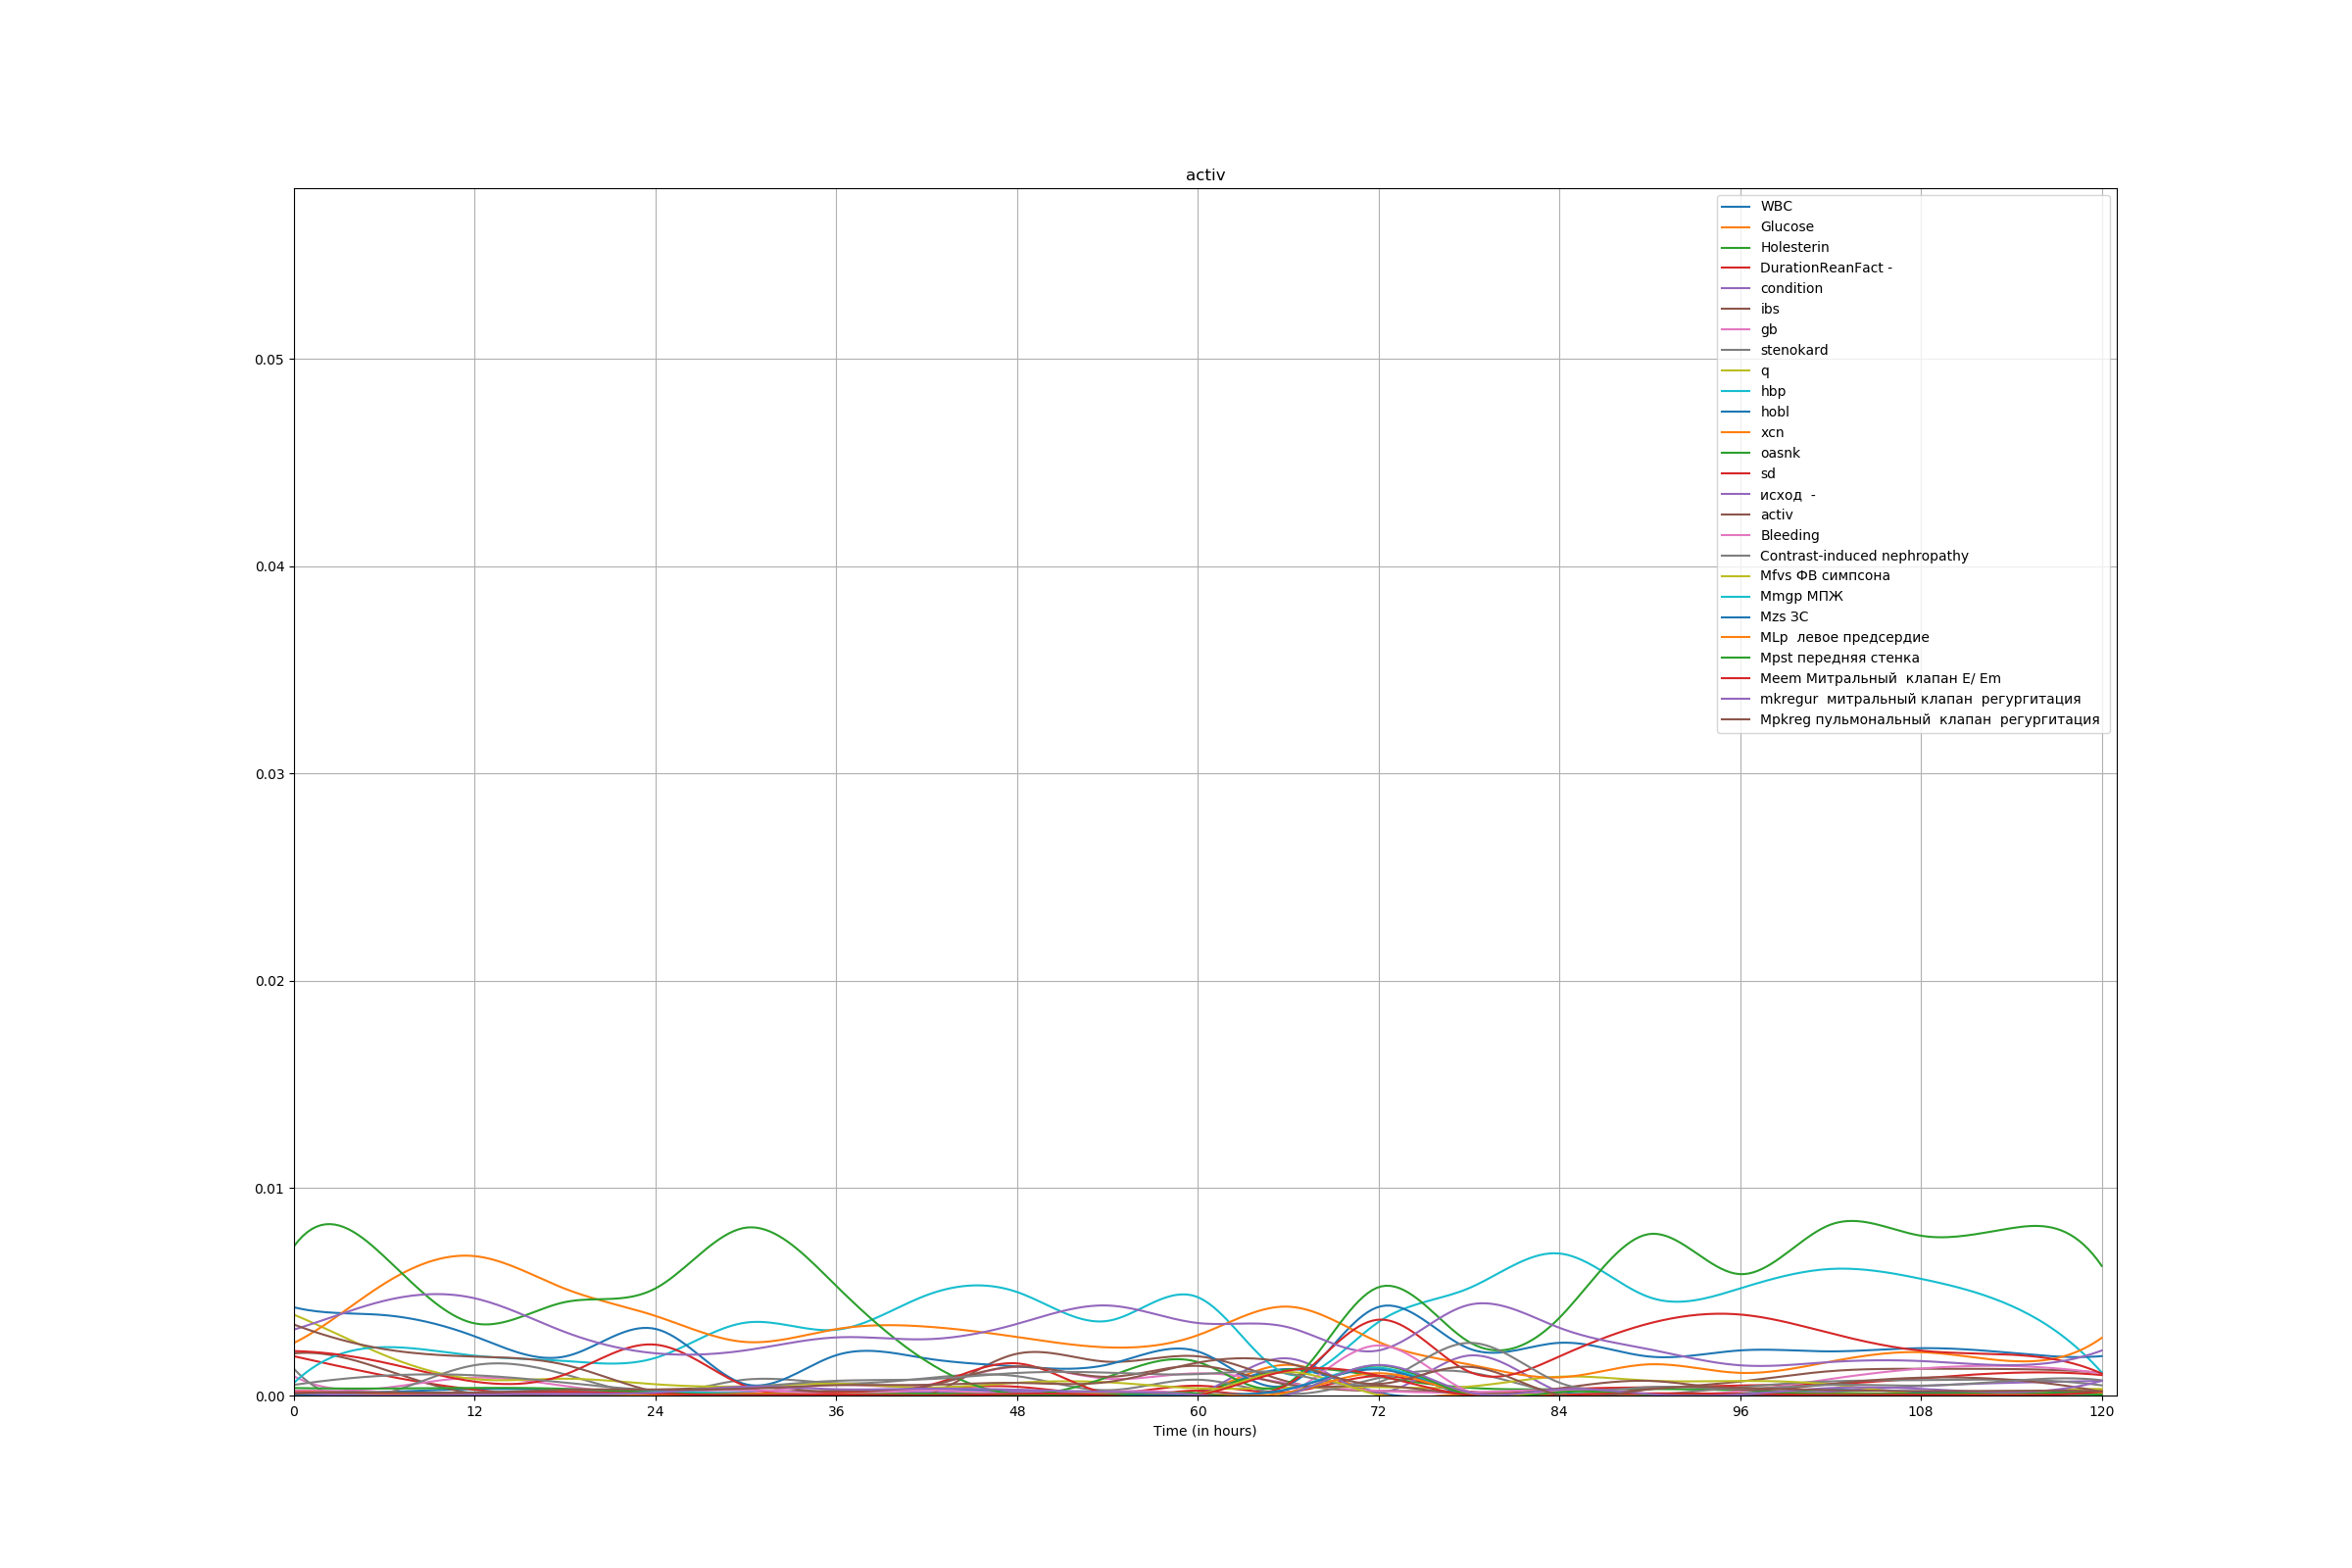 activ
WBC
Glucose
Holesterin
DurationReanFact -
condition
ibs
gb
stenokard
q
hbp
hobl
xcn
oasnk
sd
исход  -
activ
Bleeding
Contrast-induced nephropathy
Mfvs ФВ симпсона
Mmgp МПЖ
Mzs ЗС
MLp  левое предсердие
Mpst передняя стенка
Meem Митральный  клапан E/ Em
mkregur  митральный клапан  регургитация
Mpkreg пульмональный  клапан  регургитация
0.05
0.04
0.03
0.02
0.01
0.00
0 12 24 36 48 60 72 84 96 108 120
Time (in hours)